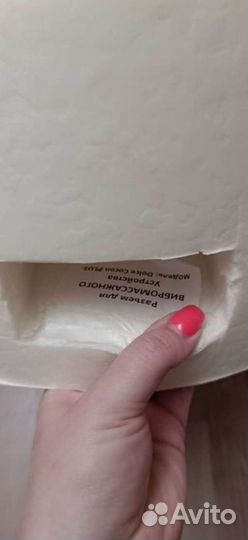 Разъем для
ВИБРОМАССАЖНОГО
Устройства
МОДЕЛЬ: Dolce Cocon PLUS
Avito